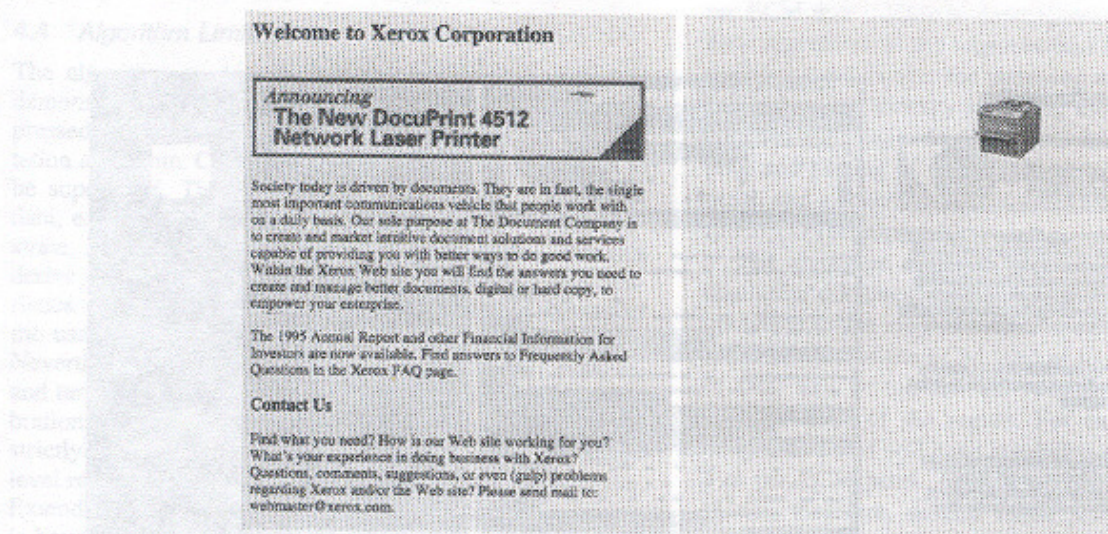 4.4 Algorithm
Welcome to Xerox Corporation
Announcing
The New DocuPrint 4512
Network Laser Printer
Society today is driven by documents. They are in fact, the single
most important communications vehicle that people work with
on a daily basis. Our sole purpose at The Document Company is
to create and market intuitive document solutions and services
capable of providing you with better ways to do good work.
Within the Xerox Web site you will find the answers you need to
create and manage better documents, digital or hard copy, to
empower your enterprise.
The 1995 Annual Report and other Financial Information for
Investors are now available. Find answers to Frequently Asked
Questions in the Xerox FAQ page.
Contact Us
Find what you need? How is our Web site working for you?
What's your experience in doing business with Xerox?
Questions, comments, suggestions, or even (gulp) problems
regarding Xerox and/or the Web site? Please send mail to:
webmaster@xerox.com.